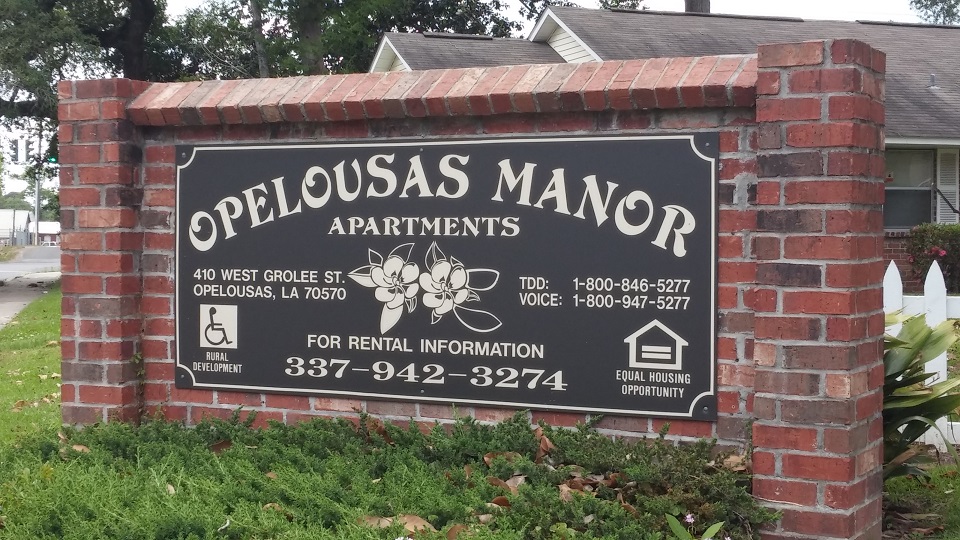 OPELOUSAS MANOR
APARTMENTS
410 WEST GROLEE ST.
OPELOUSAS, LA 70570
TDD: 1-800-846-5277
VOICE: 1-800-947-5277
RURAL
DEVELOPMENT
FOR RENTAL INFORMATION
337-942-3274
EQUAL HOUSING
OPPORTUNITY